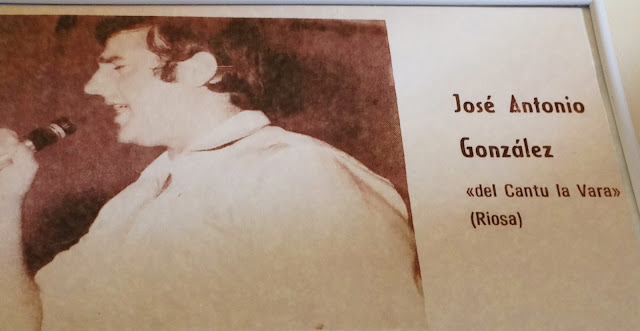 José Antonio
González
«del Cantu la Vara»
(Riosa)